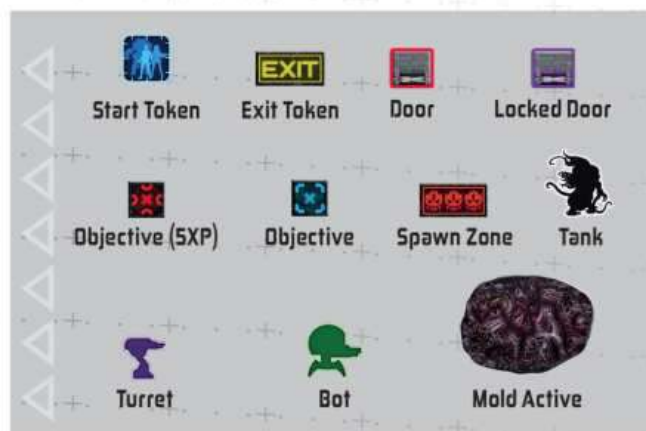 EXIT
Start Token Exit Token Door Locked Door
Objective (5XP) Objective Spawn Zone Tank
Turret Bot Mold Active